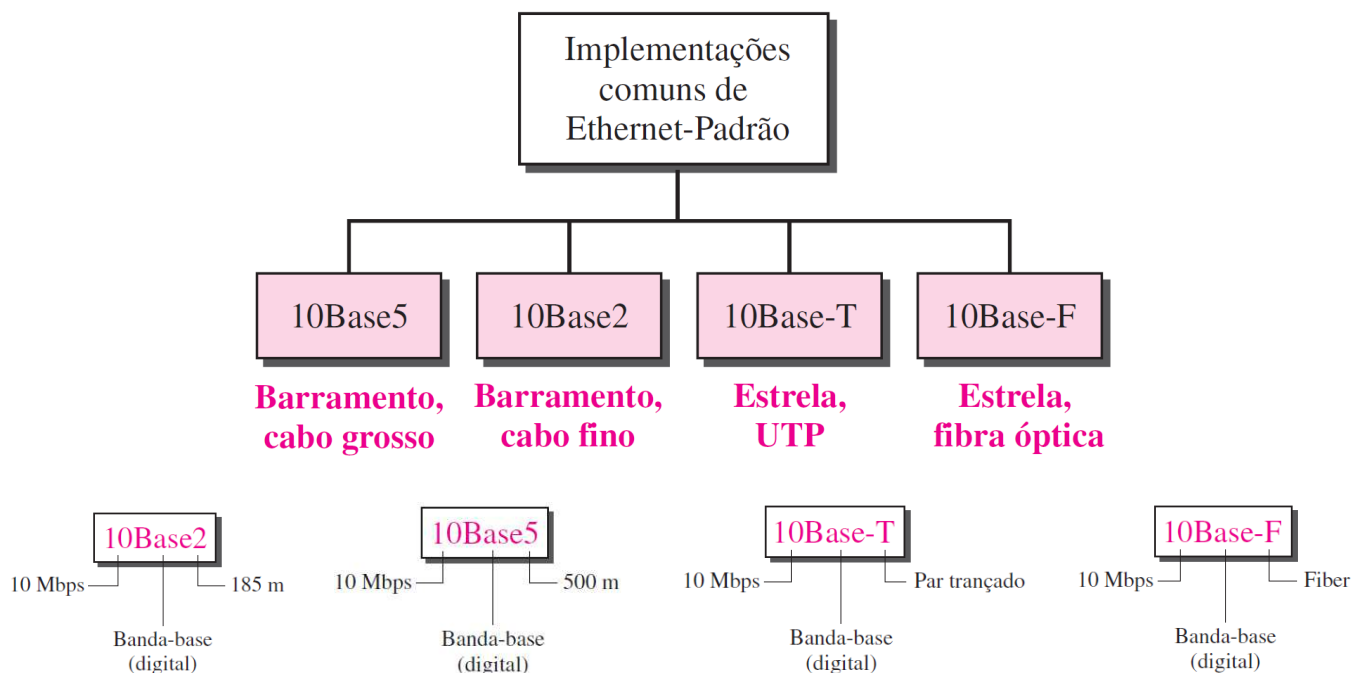 Implementações
comuns de
Ethernet-Padrão
10Base5
10Base2
10Base-T
10Base-F
Barramento,
cabo grosso
Barramento,
cabo fino
Estrela,
UTP
Estrela,
fibra óptica
10Base2
10 Mbps
185 m
Banda-base
(digital)
10Base5
10 Mbps
500 m
Banda-base
(digital)
10Base-T
10 Mbps
Par trançado
Banda-base
(digital)
10Base-F
10 Mbps
Fiber
Banda-base
(digital)